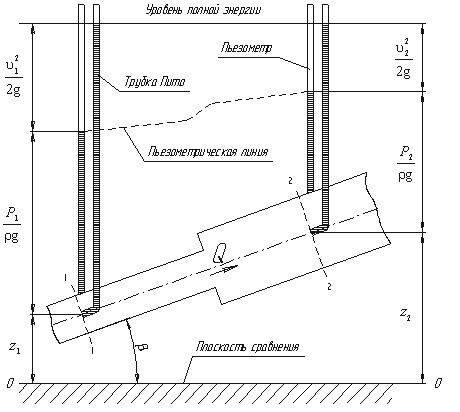 Уровень полной энергии
υ₁²
2g
Трубка Пито
Пьезометр
υ₂²
2g
Пьезометрическая линия
P₁
ρg
P₂
ρg
2
Q
1
2
z₁
1
β
z₂
Плоскость сравнения
0
0